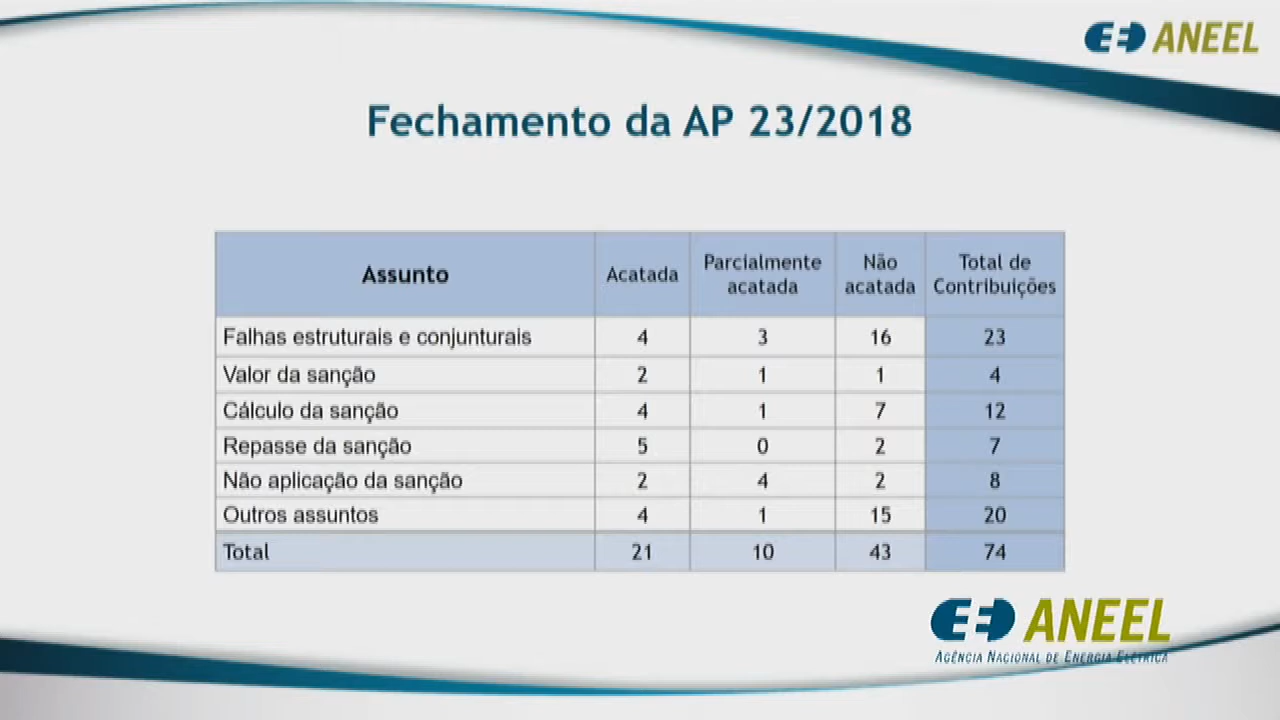 ANEEL
Fechamento da AP 23/2018
Assunto Acatada Parcialmente acatada Não acatada Total de Contribuições
Falhas estruturais e conjunturais 4 3 16 23
Valor da sanção 2 1 1 4
Cálculo da sanção 4 1 7 12
Repasse da sanção 5 0 2 7
Não aplicação da sanção 2 4 2 8
Outros assuntos 4 1 15 20
Total 21 10 43 74
ANEEL
AGÊNCIA NACIONAL DE ENERGIA ELÉTRICA